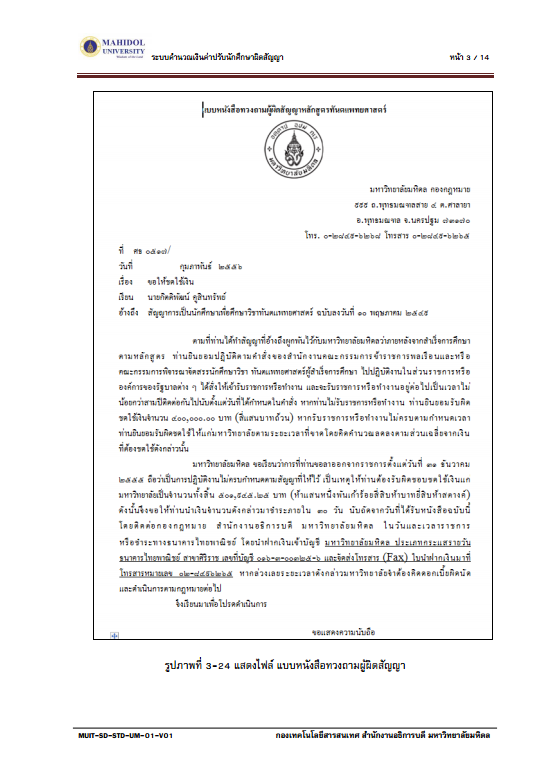 MAHIDOL
UNIVERSITY
ระบบคำนวณเงินค่าปรับนักศึกษาผิดสัญญา
หน้า 3 / 14
แบบหนังสือทวงถามผู้ผิดสัญญาหลักสูตรทันตแพทยศาสตร์
มหาวิทยาลัยมหิดล กองกฎหมาย
๙๙๙ ถ.พุทธมณฑลสาย ๔ ต.ศาลายา
อ.พุทธมณฑล จ.นครปฐม ๗๓๑๗๐
โทร. ๐-๒๘๔๙-๖๒๖๘ โทรสาร ๐-๒๘๔๙-๖๒๖๕
ที่ ศธ ๐๕๑๗/
วันที่ กุมภาพันธ์ ๒๕๕๖
เรื่อง ขอให้ชดใช้เงิน
เรียน นายกิตติพัฒน์ คูสินทรัพย์
อ้างถึง สัญญาการเป็นนักศึกษาเพื่อศึกษาวิชาทันตแพทยศาสตร์ ฉบับลงวันที่ ๑๐ พฤษภาคม ๒๕๔๙
ตามที่ท่านได้ทำสัญญาที่อ้างถึงผูกพันไว้กับมหาวิทยาลัยมหิดลว่าภายหลังจากสำเร็จการศึกษา
ตามหลักสูตร ท่านยินยอมปฏิบัติตามคำสั่งของสำนักงานคณะกรรมการข้าราชการพลเรือนและหรือ
คณะกรรมการพิจารณาจัดสรรนักศึกษาวิชา ทันตแพทยศาสตร์ผู้สำเร็จการศึกษา ไปปฏิบัติงานในส่วนราชการหรือ
องค์การของรัฐบาลต่าง ๆ ได้สั่งให้เข้ารับราชการหรือทำงาน และจะรับราชการหรือทำงานอยู่ต่อไปเป็นเวลาไม่
น้อยกว่าสามปีติดต่อกันไปนับตั้งแต่วันที่ได้กำหนดในคำสั่ง หากท่านไม่รับราชการหรือทำงาน ท่านยินยอมรับผิด
ชดใช้เงินจำนวน ๔๐๐,๐๐๐.๐๐ บาท (สี่แสนบาทถ้วน) หากรับราชการหรือทำงานไม่ครบตามกำหนดเวลา
ท่านยินยอมรับผิดชดใช้ให้แก่มหาวิทยาลัยตามระยะเวลาที่ขาดโดยคิดคำนวณลดลงตามส่วนเฉลี่ยจากเงิน
ที่ต้องชดใช้ดังกล่าวนั้น
มหาวิทยาลัยมหิดล ขอเรียนว่าการที่ท่านขอลาออกจากราชการตั้งแต่วันที่ ๓๑ ธันวาคม
๒๕๕๕ ถือว่าเป็นการปฏิบัติงานไม่ครบกำหนดตามสัญญาที่ให้ไว้ เป็นเหตุให้ท่านต้องรับผิดชอบชดใช้เงินแก่
มหาวิทยาลัยเป็นจำนวนทั้งสิ้น ๕๐๑,๙๔๕.๒๕ บาท (ห้าแสนหนึ่งพันเก้าร้อยสี่สิบห้าบาทยี่สิบห้าสตางค์)
ดังนั้นจึงขอให้ท่านนำเงินจำนวนดังกล่าวมาชำระภายใน ๓๐ วัน นับถัดจากวันที่ได้รับหนังสือฉบับนี้
โดยติดต่อกองกฎหมาย สำนักงานอธิการบดี มหาวิทยาลัยมหิดล ในวันและเวลาราชการ
หรือชำระทางธนาคารไทยพาณิชย์ โดยนำฝากเงินเข้าบัญชี มหาวิทยาลัยมหิดล ประเภทกระแสรายวัน
ธนาคารไทยพาณิชย์ สาขาศิริราช เลขที่บัญชี ๐๑๖-๓-๐๐๓๒๕-๖ และจัดส่งโทรสาร (Fax) ใบนำฝากเงินมาที่
โทรสารหมายเลข ๐๒-๘๔๙๖๒๖๕ หากล่วงเลยระยะเวลาดังกล่าวมหาวิทยาลัยจำต้องคิดดอกเบี้ยผิดนัด
และดำเนินการตามกฎหมายต่อไป
จึงเรียนมาเพื่อโปรดดำเนินการ
ขอแสดงความนับถือ
รูปภาพที่ 3-24 แสดงไฟล์ แบบหนังสือทวงถามผู้ผิดสัญญา
MUIT-SD-STD-UM-01-V01
กองเทคโนโลยีสารสนเทศ สำนักงานอธิการบดี มหาวิทยาลัยมหิดล